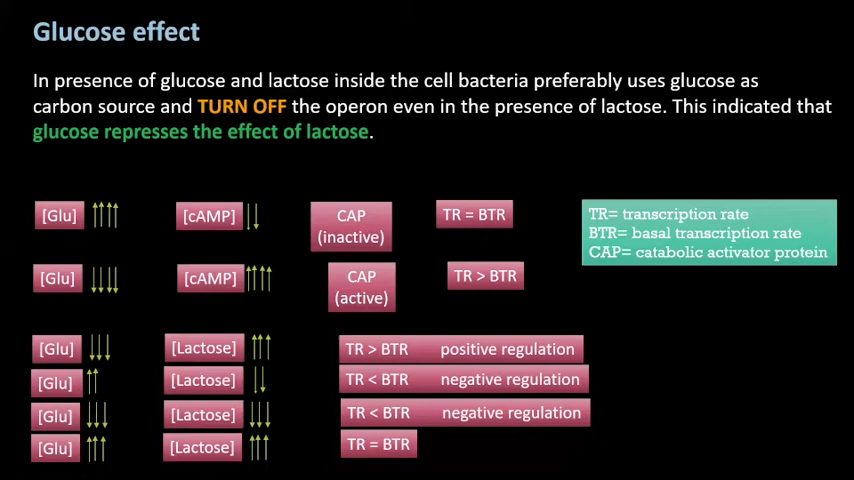 Glucose effect
In presence of glucose and lactose inside the cell bacteria preferably uses glucose as
carbon source and TURN OFF the operon even in the presence of lactose. This indicated that
glucose represses the effect of lactose.
[Glu] ↑↑↑↑ [cAMP] ↓↓ CAP (inactive) TR = BTR
[Glu] ↓↓↓↓ [cAMP] ↑↑↑↑ CAP (active) TR > BTR
TR= transcription rate
BTR= basal transcription rate
CAP= catabolic activator protein
[Glu] ↓↓↓ [Lactose] ↑↑↑ TR > BTR positive regulation
[Glu] ↑↑ [Lactose] ↓↓ TR < BTR negative regulation
[Glu] ↓↓↓ [Lactose] ↓↓↓ TR < BTR negative regulation
[Glu] ↑↑↑ [Lactose] ↑↑↑ TR = BTR